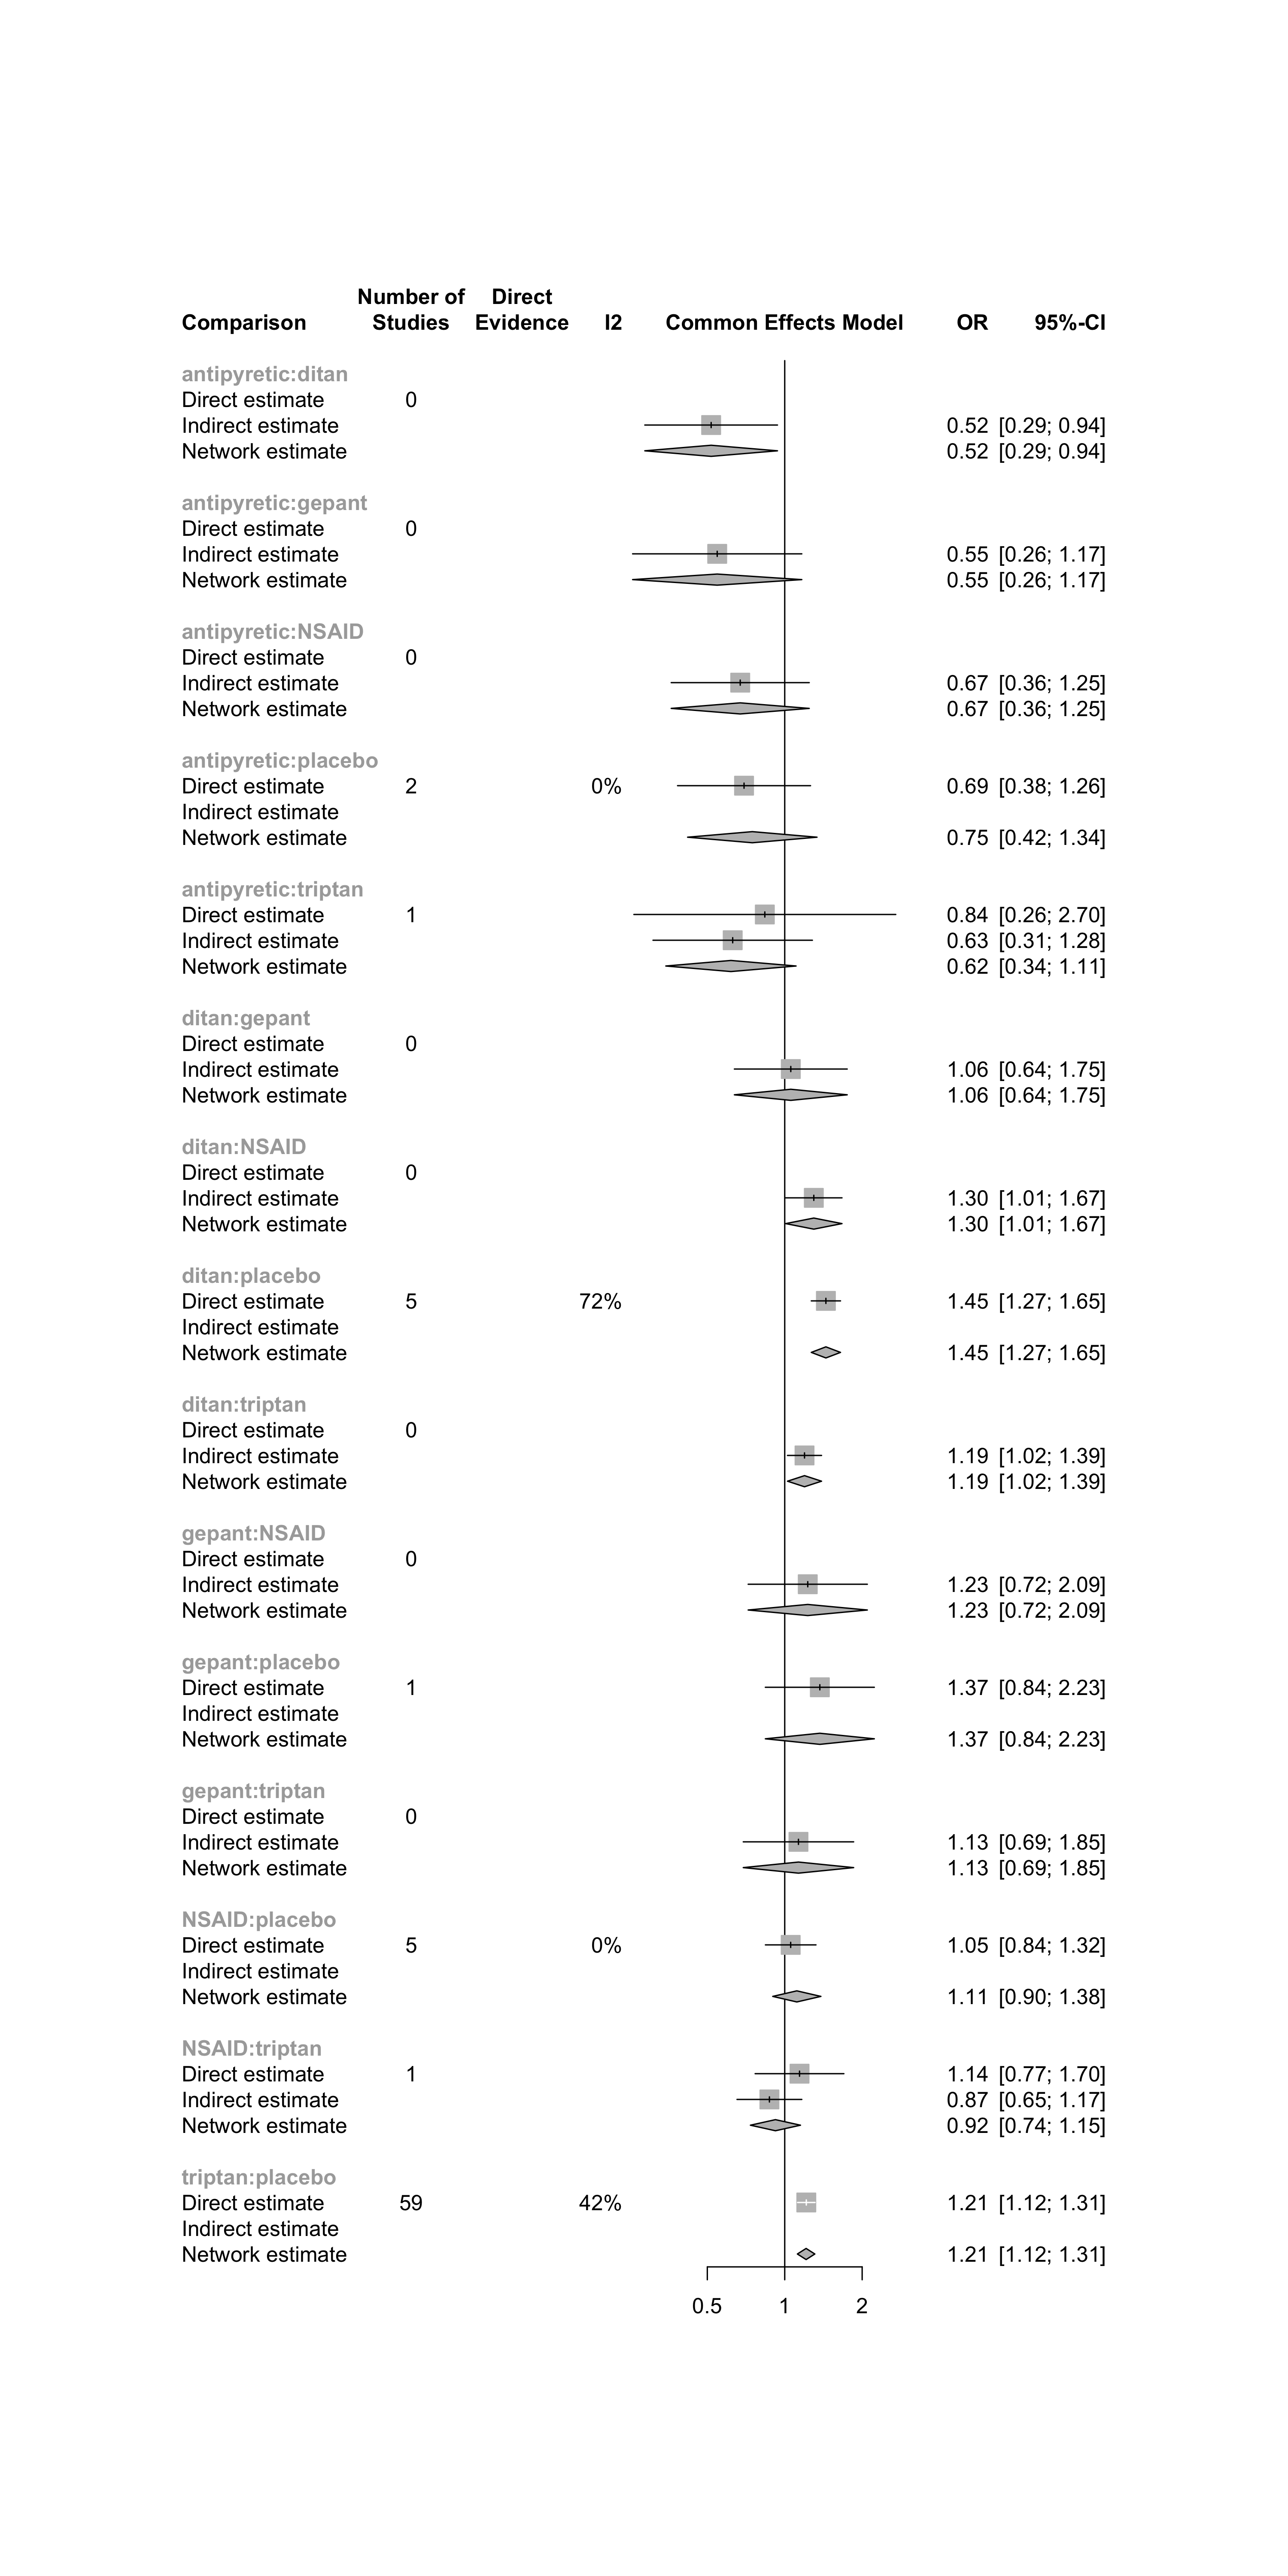 Number of Direct
Comparison Studies Evidence I2 Common Effects Model OR 95%-CI
antipyretic:ditan
Direct estimate 0
Indirect estimate 0.52 [0.29; 0.94]
Network estimate 0.52 [0.29; 0.94]
antipyretic:gepant
Direct estimate 0
Indirect estimate 0.55 [0.26; 1.17]
Network estimate 0.55 [0.26; 1.17]
antipyretic:NSAID
Direct estimate 0
Indirect estimate 0.67 [0.36; 1.25]
Network estimate 0.67 [0.36; 1.25]
antipyretic:placebo
Direct estimate 2 0% 0.69 [0.38; 1.26]
Indirect estimate
Network estimate 0.75 [0.42; 1.34]
antipyretic:triptan
Direct estimate 1 0.84 [0.26; 2.70]
Indirect estimate 0.63 [0.31; 1.28]
Network estimate 0.62 [0.34; 1.11]
ditan:gepant
Direct estimate 0
Indirect estimate 1.06 [0.64; 1.75]
Network estimate 1.06 [0.64; 1.75]
ditan:NSAID
Direct estimate 0
Indirect estimate 1.30 [1.01; 1.67]
Network estimate 1.30 [1.01; 1.67]
ditan:placebo
Direct estimate 5 72% 1.45 [1.27; 1.65]
Indirect estimate
Network estimate 1.45 [1.27; 1.65]
ditan:triptan
Direct estimate 0
Indirect estimate 1.19 [1.02; 1.39]
Network estimate 1.19 [1.02; 1.39]
gepant:NSAID
Direct estimate 0
Indirect estimate 1.23 [0.72; 2.09]
Network estimate 1.23 [0.72; 2.09]
gepant:placebo
Direct estimate 1 1.37 [0.84; 2.23]
Indirect estimate
Network estimate 1.37 [0.84; 2.23]
gepant:triptan
Direct estimate 0
Indirect estimate 1.13 [0.69; 1.85]
Network estimate 1.13 [0.69; 1.85]
NSAID:placebo
Direct estimate 5 0% 1.05 [0.84; 1.32]
Indirect estimate
Network estimate 1.11 [0.90; 1.38]
NSAID:triptan
Direct estimate 1 1.14 [0.77; 1.70]
Indirect estimate 0.87 [0.65; 1.17]
Network estimate 0.92 [0.74; 1.15]
triptan:placebo
Direct estimate 59 42% 1.21 [1.12; 1.31]
Indirect estimate
Network estimate 1.21 [1.12; 1.31]
0.5 1 2